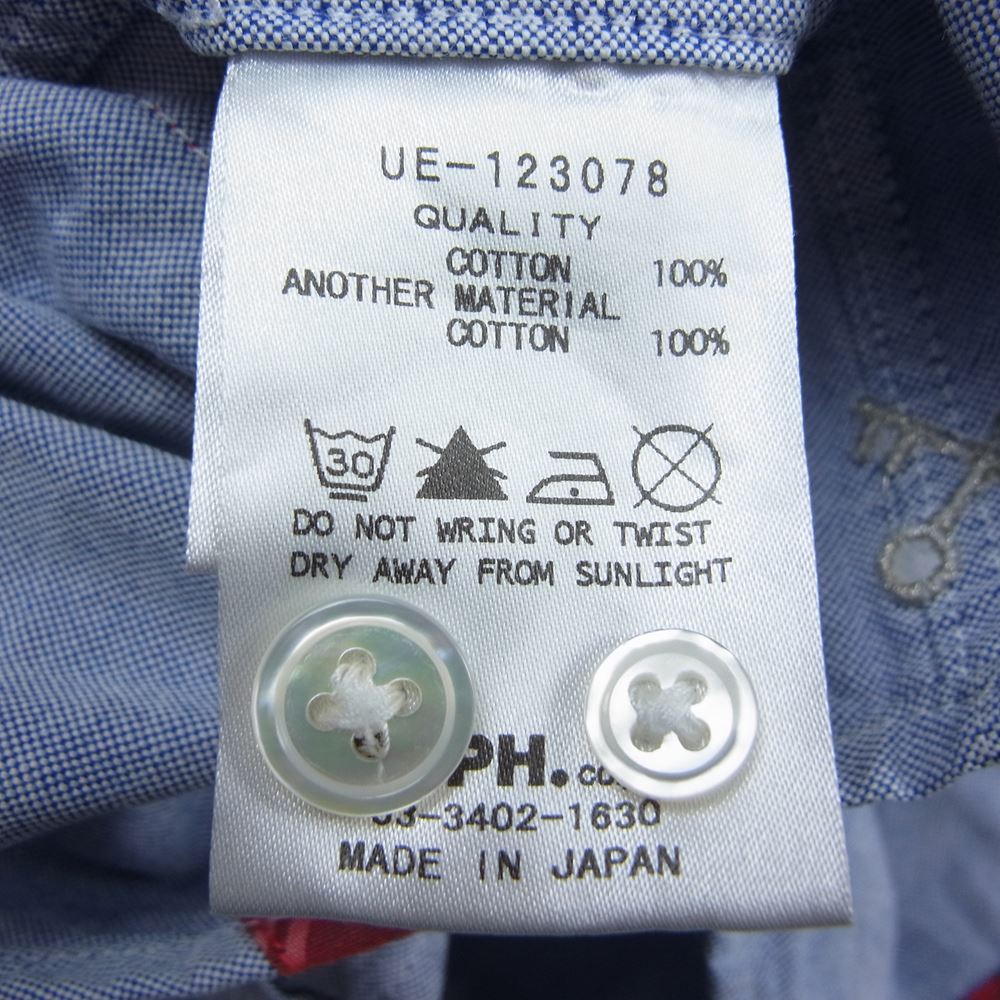 UE-123078
QUALITY
COTTON 100%
ANOTHER MATERIAL
COTTON 100%
30
DO NOT WRING OR TWIST
DRY AWAY FROM SUNLIGHT
PH.
-3402-1630
MADE IN JAPAN